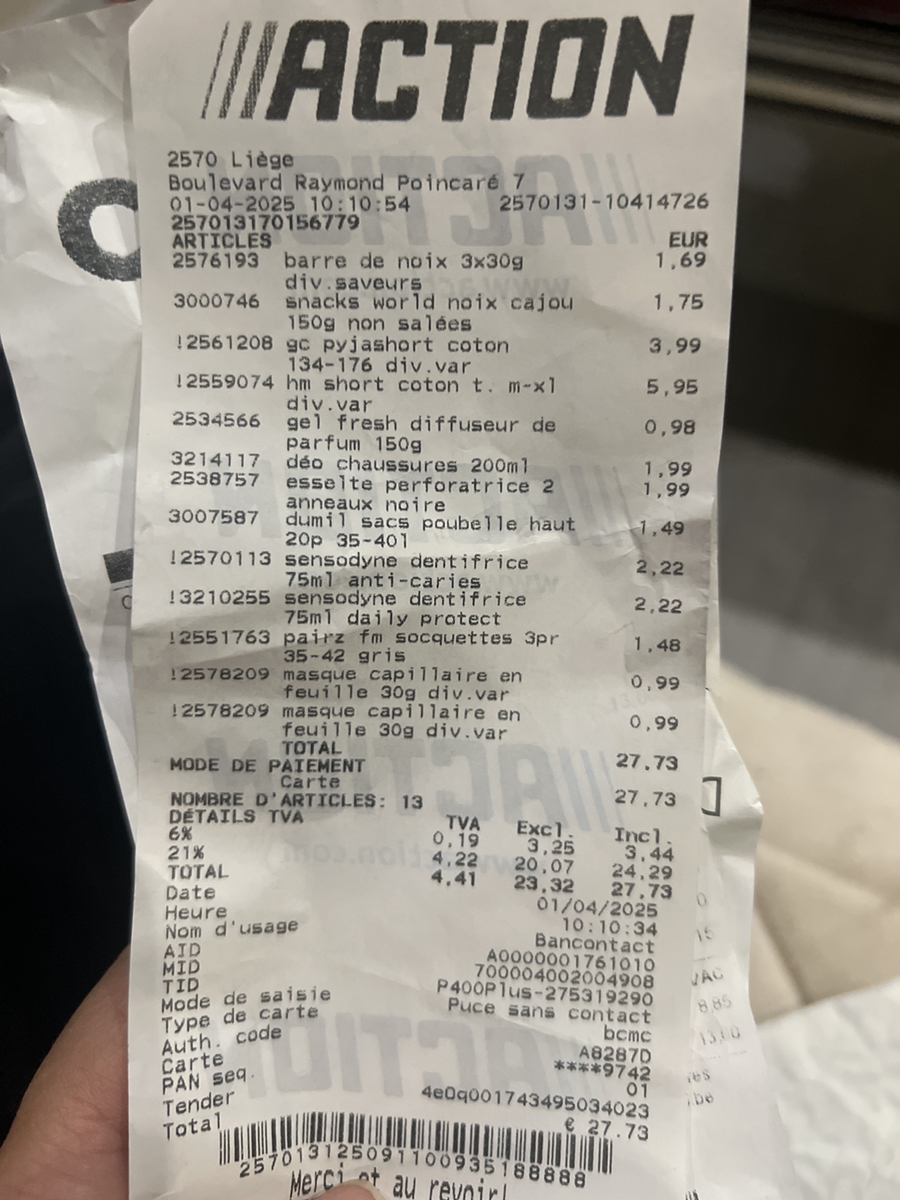 ///ACTION
2570 Liège
Boulevard Raymond Poincaré 7
01-04-2025 10:10:54 2570131-10414726
257013170156779
ARTICLES EUR
2576193 barre de noix 3x30g 1,69
div.saveurs
3000746 snacks world noix cajou 1,75
150g non salées
!2561208 gc pyjashort coton 3,99
134-176 div.var
!2559074 hm short coton t. m-xl 5,95
div.var
2534566 gel fresh diffuseur de 0,98
parfum 150g
3214117 déo chaussures 200ml 1,99
2538757 esselte perforatrice 2 1,99
anneaux noire
3007587 dumil sacs poubelle haut 1,49
20p 35-40l
!2570113 sensodyne dentifrice 2,22
75ml anti-caries
!3210255 sensodyne dentifrice 2,22
75ml daily protect
!2551763 pairz fm socquettes 3pr 1,48
35-42 gris
!2578209 masque capillaire en 0,99
feuille 30g div.var
!2578209 masque capillaire en 0,99
feuille 30g div.var
TOTAL 27.73
MODE DE PAIEMENT
Carte 27,73
NOMBRE D'ARTICLES: 13
DÉTAILS TVA TVA Excl. Incl.
6% 0,19 3,25 3,44
21% 4,22 20,07 24,29
TOTAL 4,41 23,32 27,73
Date 01/04/2025
Heure 10:10:34
Nom d'usage Bancontact
AID A0000001761010
MID 700004002004908
TID P400Plus-275319290
Mode de saisie Puce sans contact
Type de carte bcmc
Auth. code A8287D
Carte ****9742
PAN seq. 01
Tender 4e0q001743495034023
Total € 27.73
257013125091100935188888
Merci et au revoir!